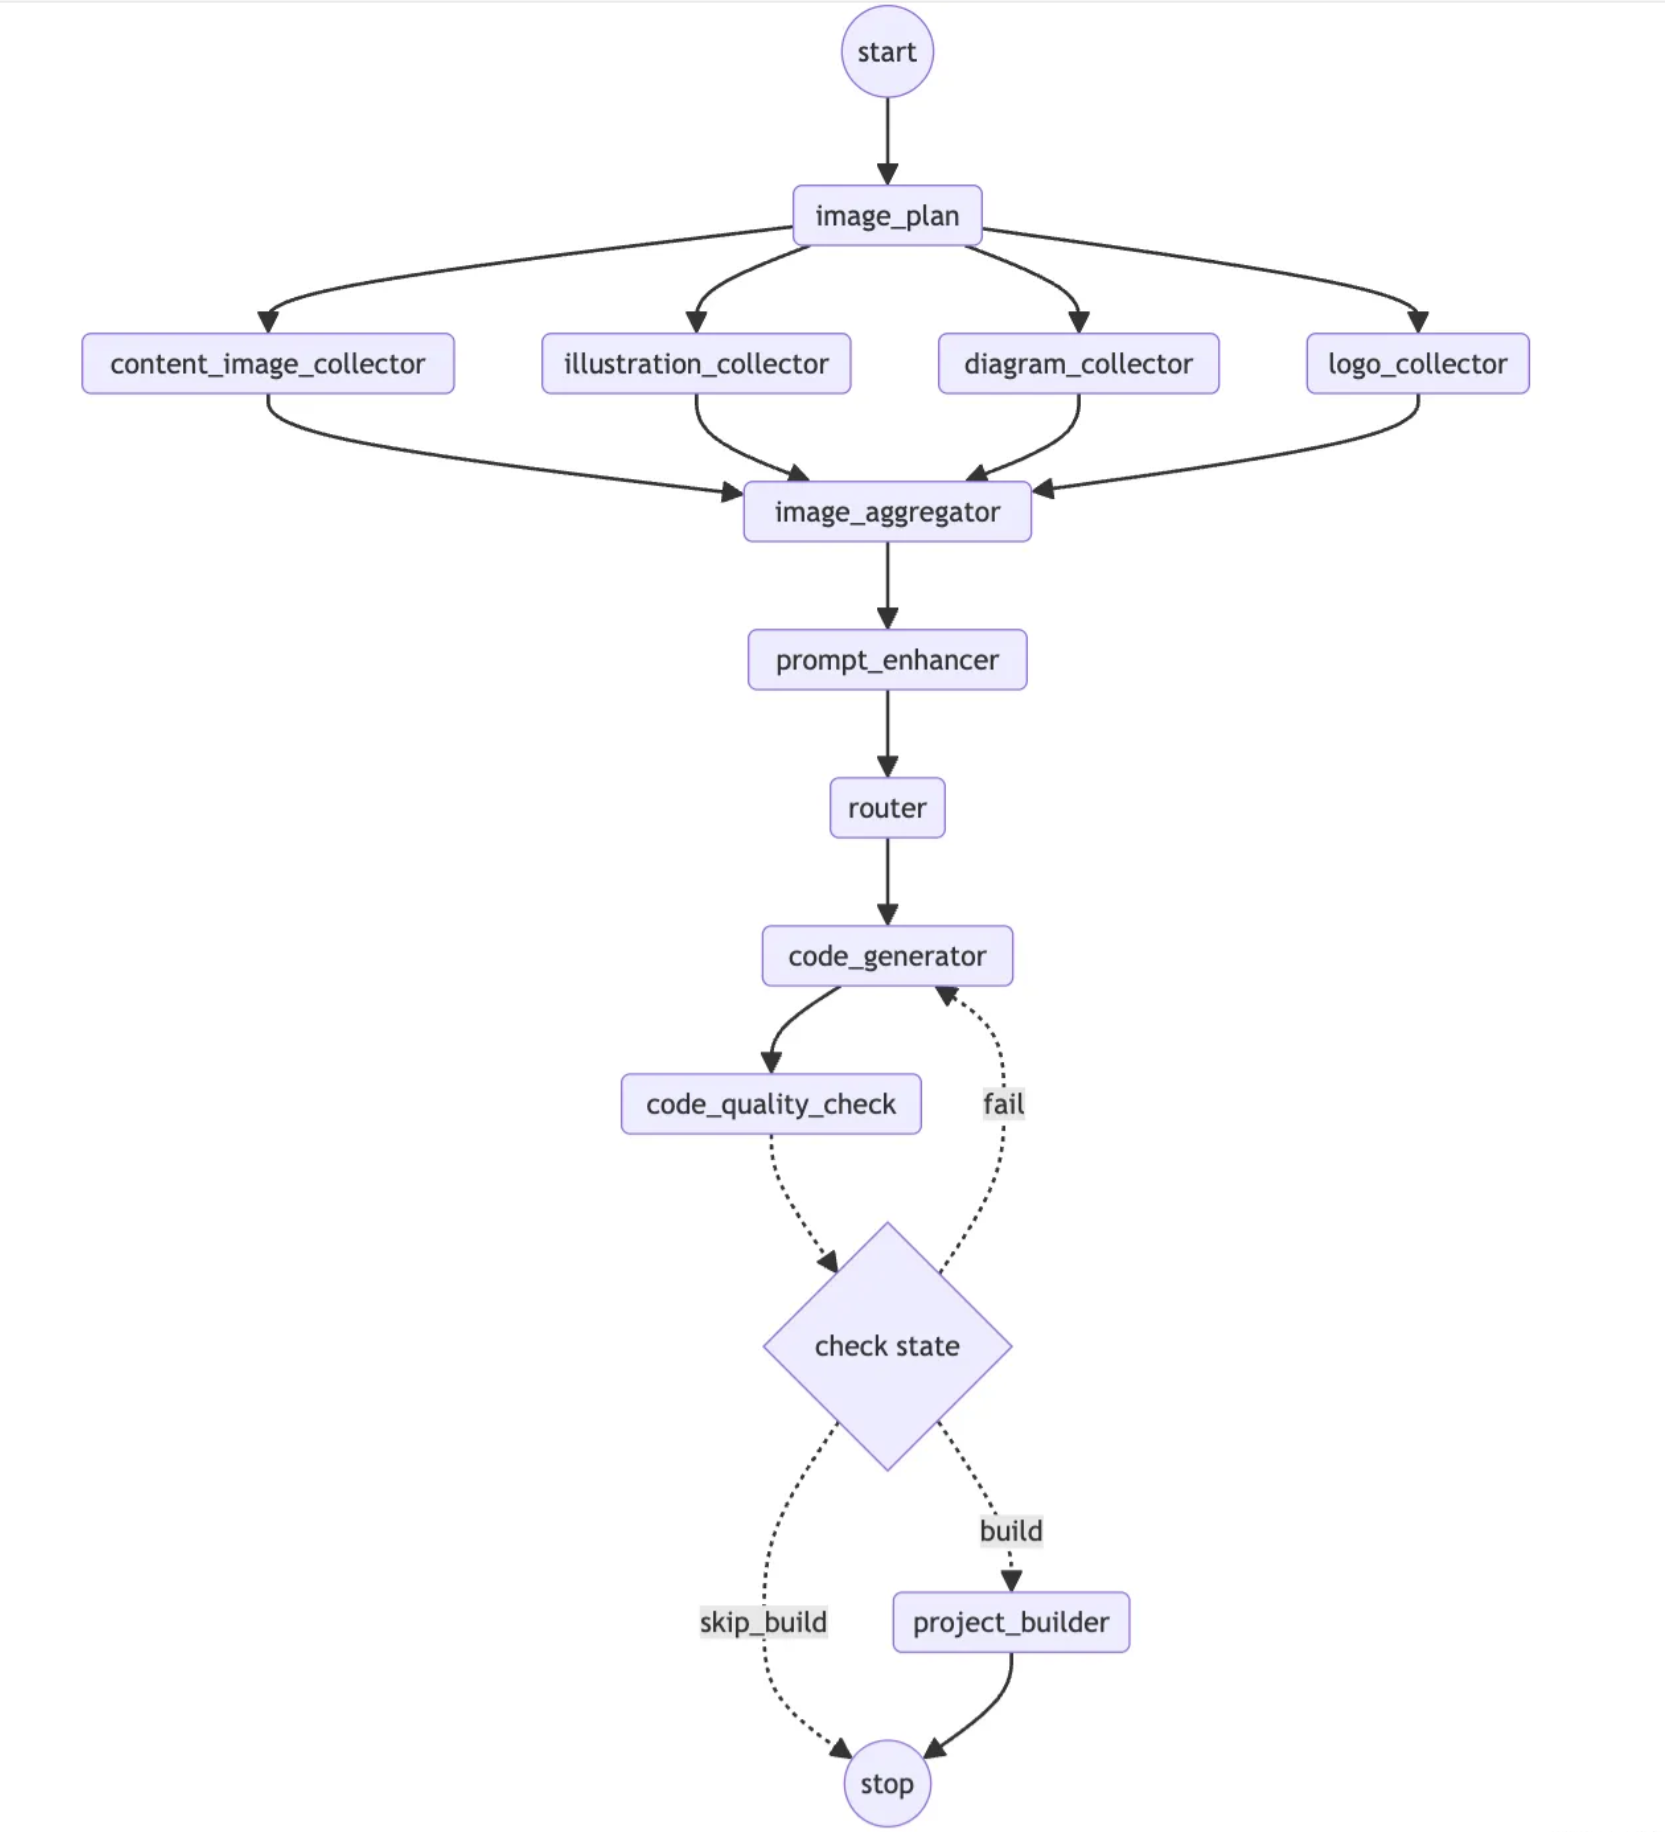 start
image_plan
content_image_collector
illustration_collector
diagram_collector
logo_collector
image_aggregator
prompt_enhancer
router
code_generator
code_quality_check
fail
check state
build
skip_build
project_builder
stop